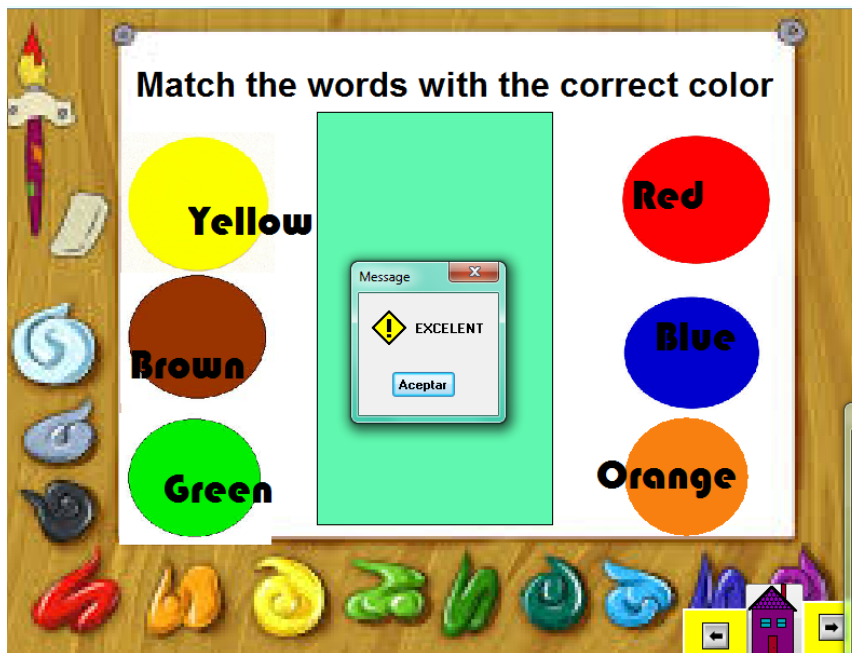 Match the words with the correct color
Yellow
Red
Message
EXCELENT
Blue
Brown
Aceptar
Green
Orange